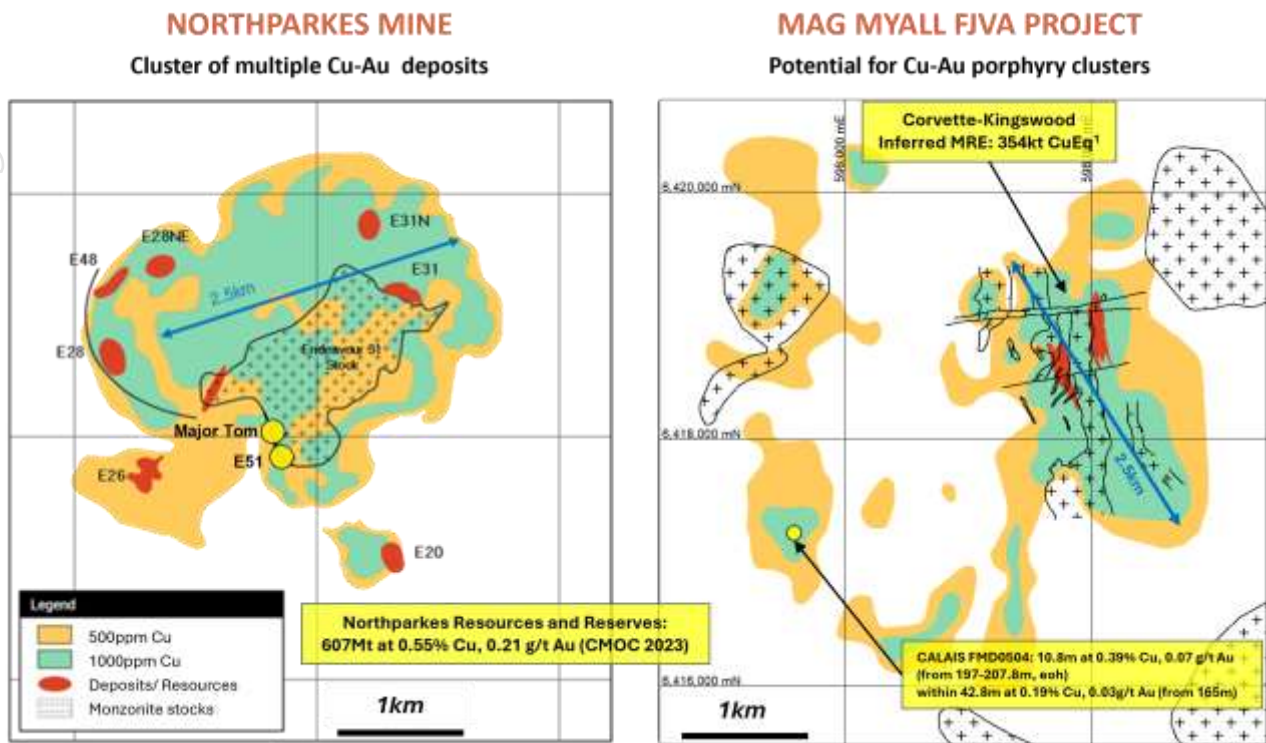 NORTHPARKES MINE
Cluster of multiple Cu-Au deposits
E31N
E28NE
E48
E31
2.5km
E28
Endeavour 51
Stock
Major Tom
E51
E26
E20
Legend
500ppm Cu
1000ppm Cu
Deposits/ Resources
Monzonite stocks
Northparkes Resources and Reserves:
607Mt at 0.55% Cu, 0.21 g/t Au (CMOC 2023)
1km
MAG MYALL FJVA PROJECT
Potential for Cu-Au porphyry clusters
Corvette-Kingswood
Inferred MRE: 354kt CuEq¹
6,420,000 mN
6,418,000 mN
2.5km
CALAIS FMD0504: 10.8m at 0.39% Cu, 0.07 g/t Au
(from 197-207.8m, eoh)
within 42.8m at 0.19% Cu, 0.03g/t Au (from 165m)
6,416,000 mN
1km